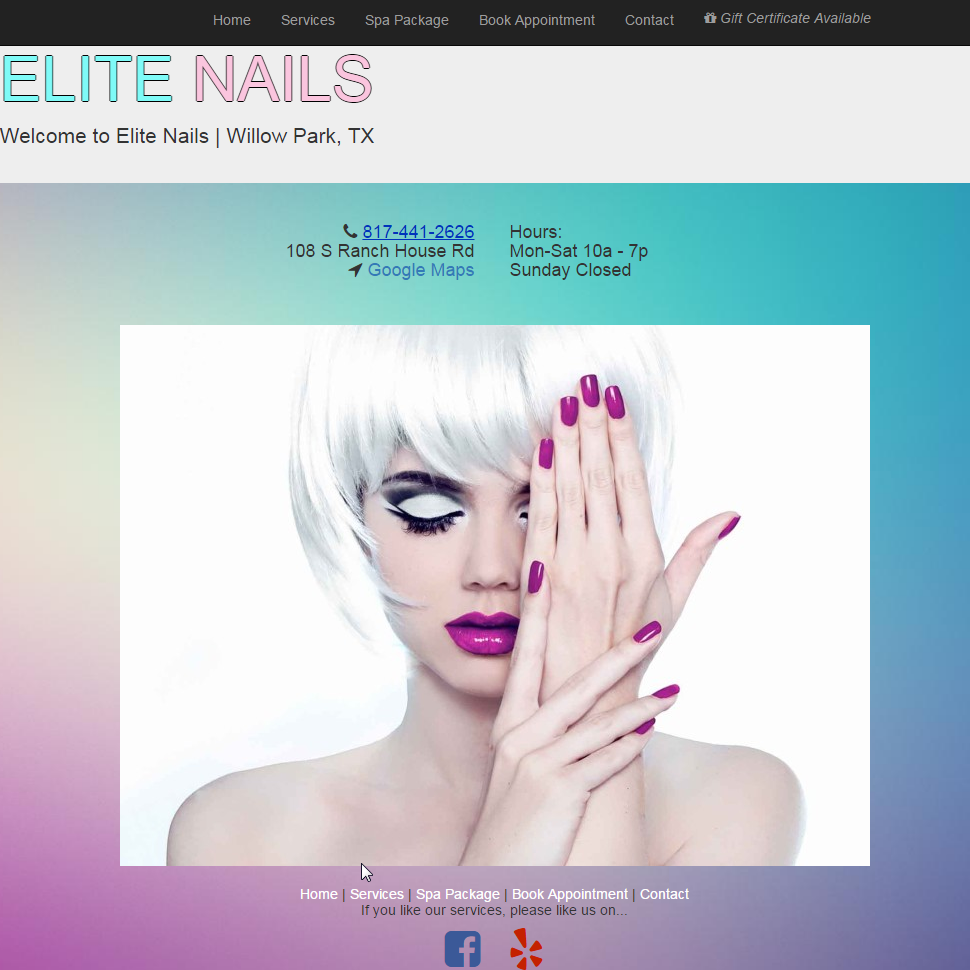 Home Services Spa Package Book Appointment Contact Gift Certificate Available
ELITE NAILS
Welcome to Elite Nails | Willow Park, TX
817-441-2626
108 S Ranch House Rd
Google Maps
Hours:
Mon-Sat 10a - 7p
Sunday Closed
Home | Services | Spa Package | Book Appointment | Contact
If you like our services, please like us on...